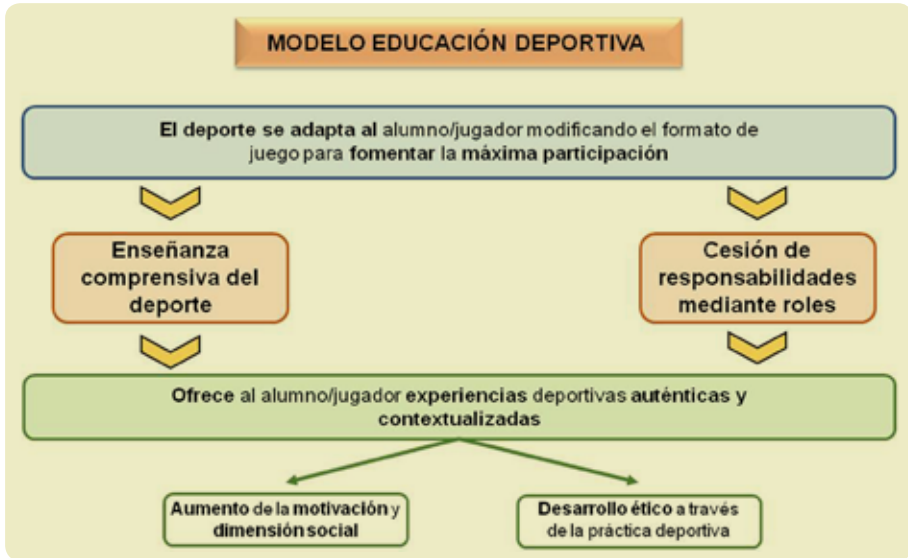 MODELO EDUCACIÓN DEPORTIVA
El deporte se adapta al alumno/jugador modificando el formato de
juego para fomentar la máxima participación
Enseñanza
comprensiva del
deporte
Cesión de
responsabilidades
mediante roles
Ofrece al alumno/jugador experiencias deportivas auténticas y
contextualizadas
Aumento de la motivación y
dimensión social
Desarrollo ético a través
de la práctica deportiva